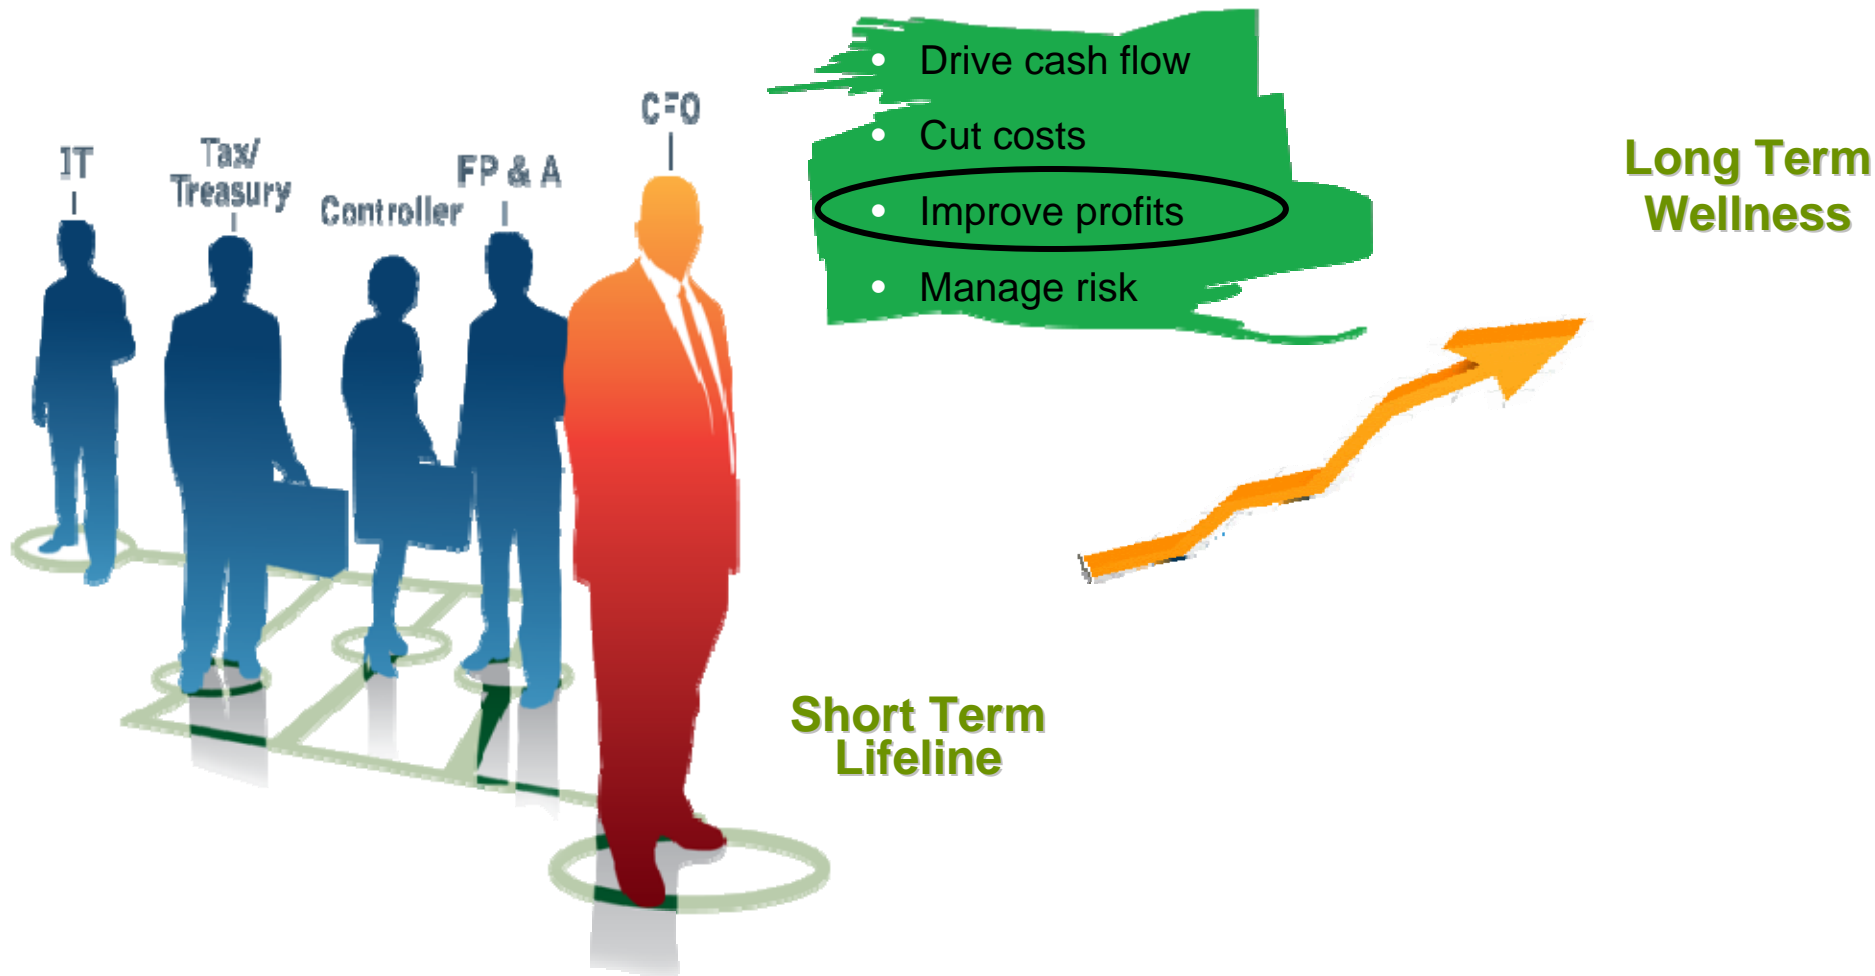 IT
Tax/
Treasury
Controller
FP & A
CFO
• Drive cash flow
• Cut costs
• Improve profits
• Manage risk
Long Term
Wellness
Short Term
Lifeline